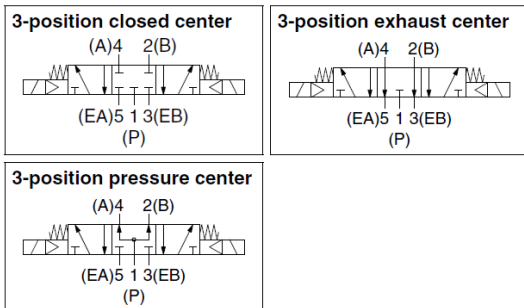 3-position closed center
(A)4 2(B)
(EA)5 1 3(EB)
(P)
3-position exhaust center
(A)4 2(B)
(EA)5 1 3(EB)
(P)
3-position pressure center
(A)4 2(B)
(EA)5 1 3(EB)
(P)